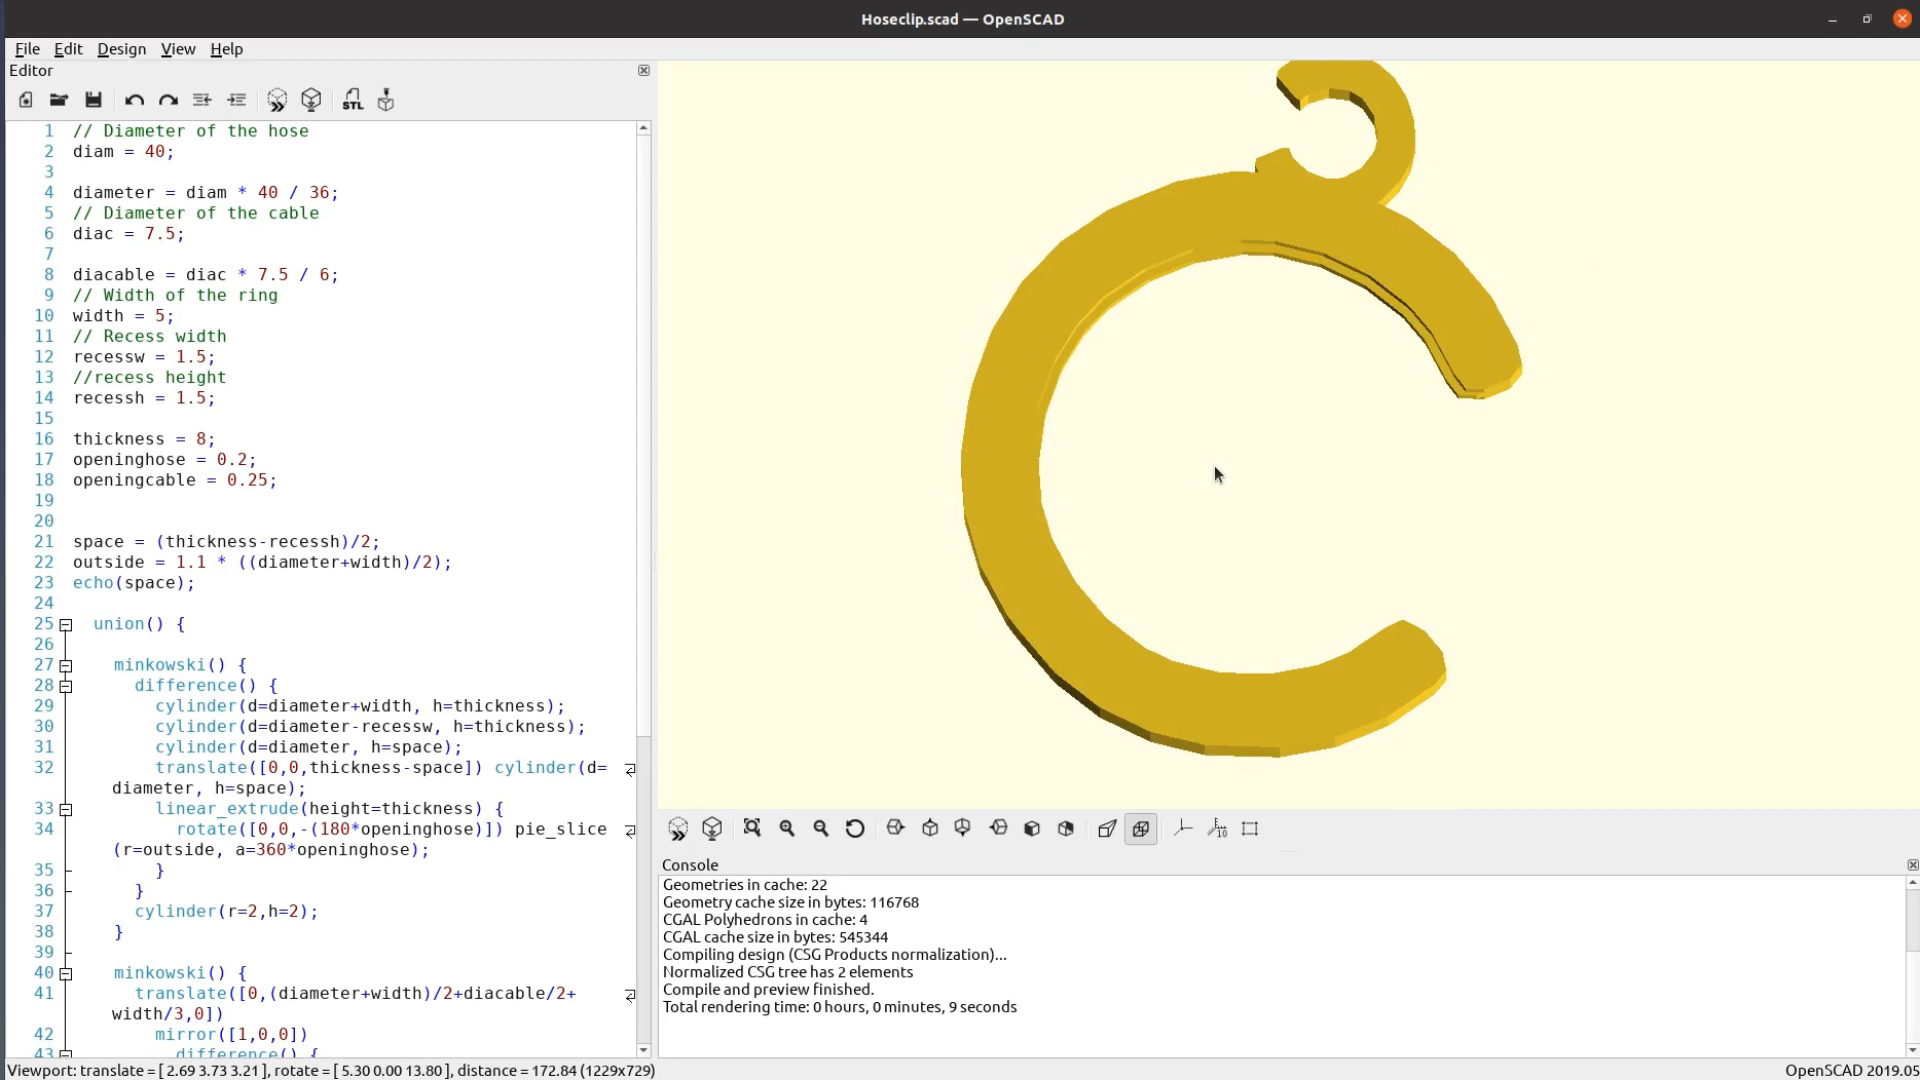 Hoseclip.scad — OpenSCAD
File Edit Design View Help
Editor
STL
1 // Diameter of the hose
2 diam = 40;
3
4 diameter = diam * 40 / 36;
5 // Diameter of the cable
6 diac = 7.5;
7
8 diacable = diac * 7.5 / 6;
9 // Width of the ring
10 width = 5;
11 // Recess width
12 recessw = 1.5;
13 //recess height
14 recessh = 1.5;
15
16 thickness = 8;
17 openinghose = 0.2;
18 openingcable = 0.25;
19
20
21 space = (thickness-recessh)/2;
22 outside = 1.1 * ((diameter+width)/2);
23 echo(space);
24
25 union() {
26
27 minkowski() {
28 difference() {
29 cylinder(d=diameter+width, h=thickness);
30 cylinder(d=diameter-recessw, h=thickness);
31 cylinder(d=diameter, h=space);
32 translate([0,0,thickness-space]) cylinder(d=
diameter, h=space);
33 linear_extrude(height=thickness) {
34 rotate([0,0,-(180*openinghose)]) pie_slice
(r=outside, a=360*openinghose);
35 }
36 }
37 cylinder(r=2,h=2);
38 }
39
40 minkowski() {
41 translate([0,(diameter+width)/2+diacable/2+
width/3,0])
42 mirror([1,0,0])
43 difference() {
10
Console
Geometries in cache: 22
Geometry cache size in bytes: 116768
CGAL Polyhedrons in cache: 4
CGAL cache size in bytes: 545344
Compiling design (CSG Products normalization)...
Normalized CSG tree has 2 elements
Compile and preview finished.
Total rendering time: 0 hours, 0 minutes, 9 seconds
Viewport: translate = [ 2.69 3.73 3.21 ], rotate = [ 5.30 0.00 13.80 ], distance = 172.84 (1229x729)
OpenSCAD 2019.05